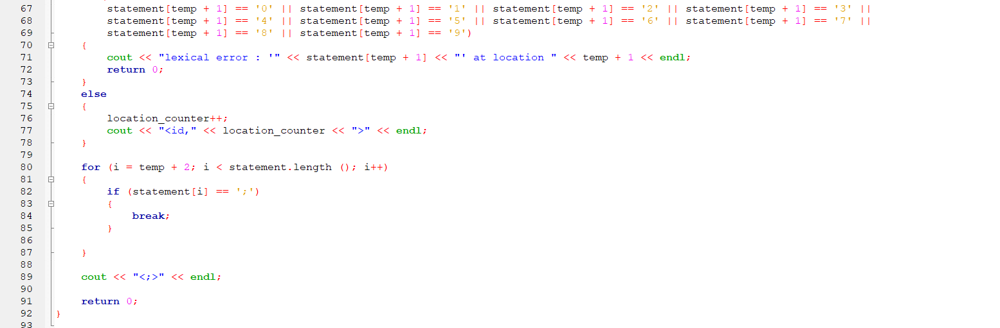 67 statement[temp + 1] == '0' || statement[temp + 1] == '1' || statement[temp + 1] == '2' || statement[temp + 1] == '3' ||
68 statement[temp + 1] == '4' || statement[temp + 1] == '5' || statement[temp + 1] == '6' || statement[temp + 1] == '7' ||
69 statement[temp + 1] == '8' || statement[temp + 1] == '9')
70 {
71 cout << "lexical error : '" << statement[temp + 1] << "' at location " << temp + 1 << endl;
72 return 0;
73 }
74 else
75 {
76 location_counter++;
77 cout << "<id," << location_counter << ">" << endl;
78 }
79
80 for (i = temp + 2; i < statement.length (); i++)
81 {
82 if (statement[i] == ';')
83 {
84 break;
85 }
86
87 }
88
89 cout << "<;>" << endl;
90
91 return 0;
92 }
93